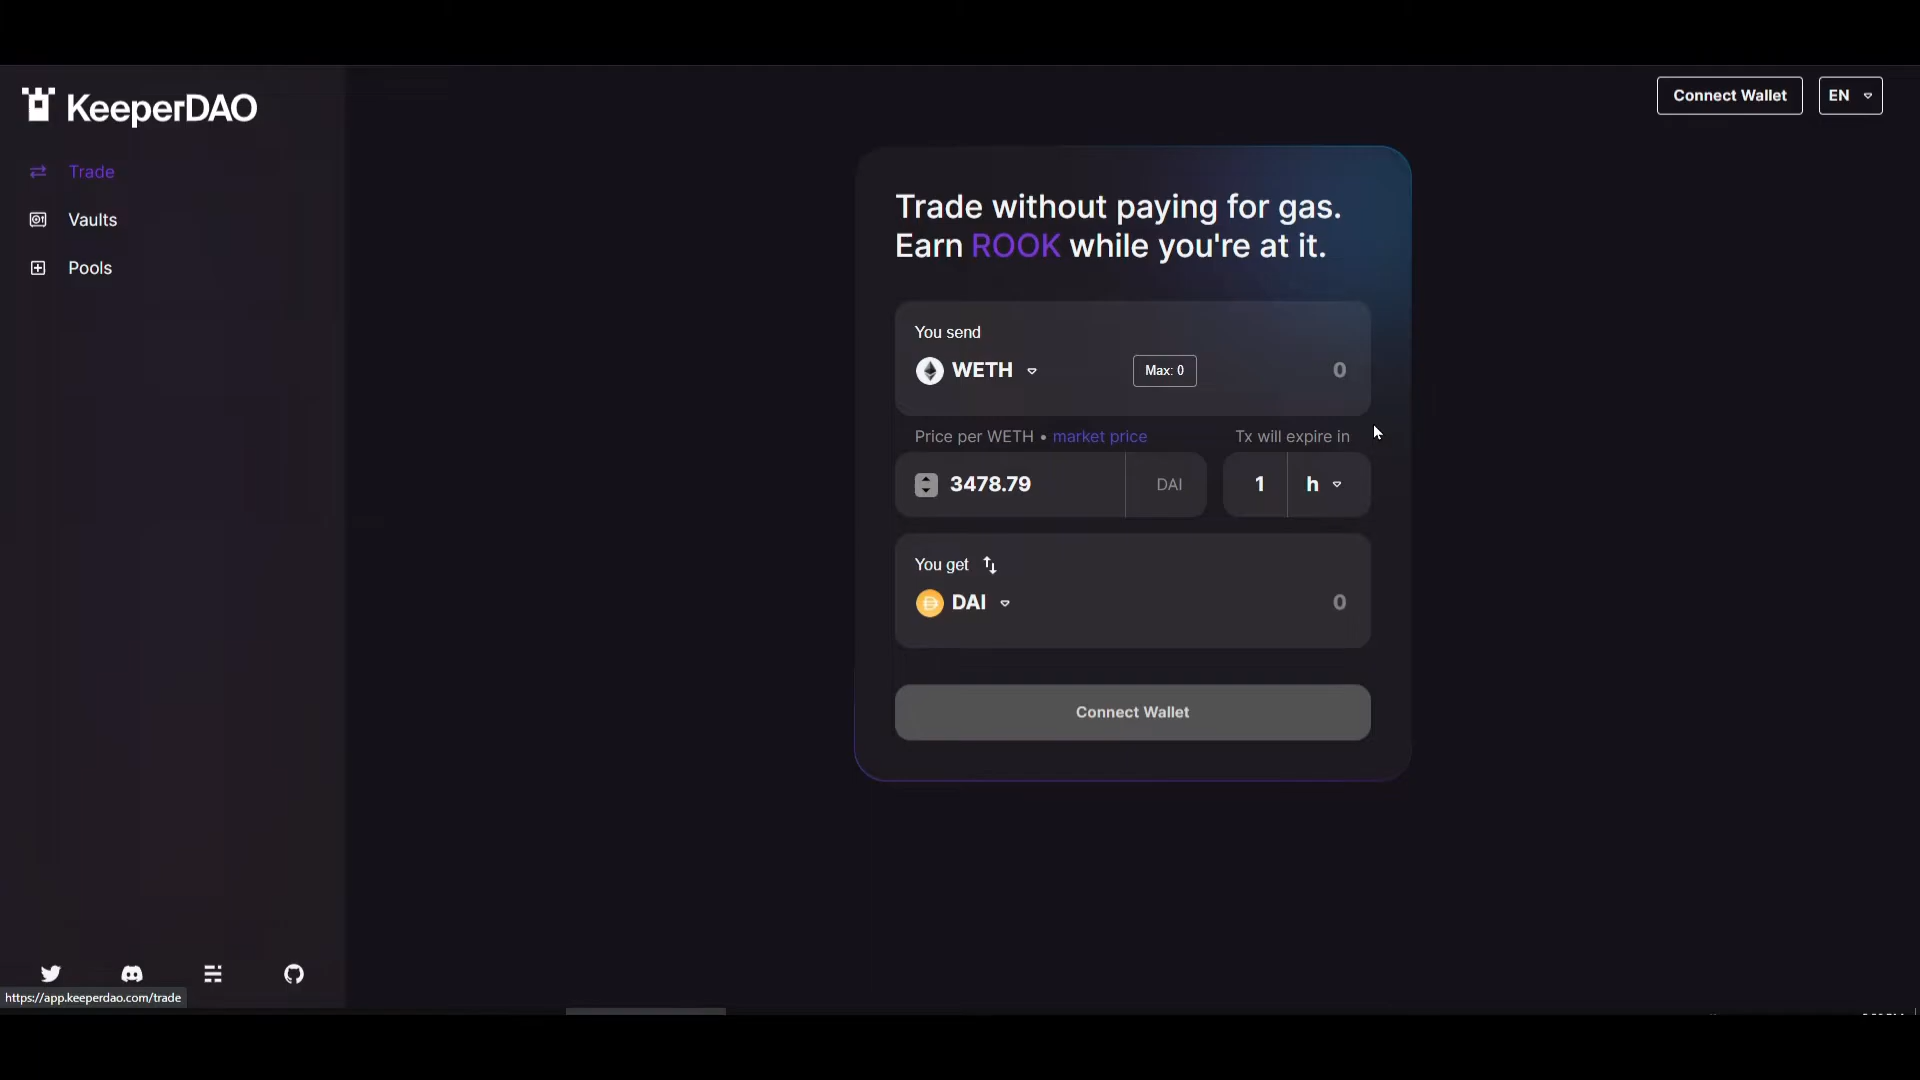 KeeperDAO
Connect Wallet
EN
Trade
Vaults
Pools
Trade without paying for gas.
Earn ROOK while you're at it.
You send
WETH
Max: 0
0
Price per WETH • market price
Tx will expire in
3478.79
DAI
1
h
You get
DAI
0
Connect Wallet
https://app.keeperdao.com/trade